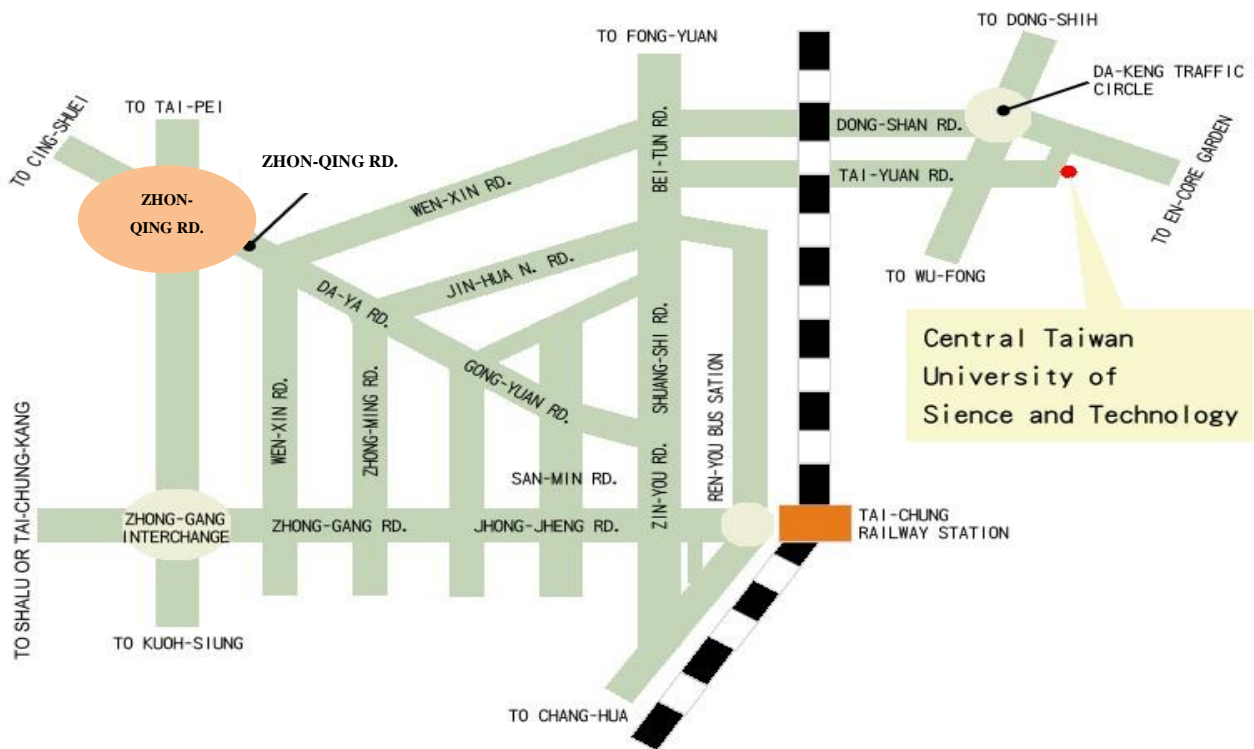 TO DONG-SHIH
TO FONG-YUAN
DA-KENG TRAFFIC
CIRCLE
TO CING-SHUEI
TO TAI-PEI
ZHON-QING RD.
ZHON-
QING RD.
WEN-XIN RD.
BEI-TUN RD.
DONG-SHAN RD.
TAI-YUAN RD.
TO EN-CORE GARDEN
TO WU-FONG
JIN-HUA N. RD.
DA-YA RD.
GONG-YUAN RD.
SHUANG-SHI RD.
Central Taiwan
University of
Sience and Technology
WEN-XIN RD.
ZHONG-MING RD.
SAN-MIN RD.
ZIN-YOU RD.
REN-YOU BUS SATION
TO SHALU OR TAI-CHUNG-KANG
ZHONG-GANG
INTERCHANGE
ZHONG-GANG RD.
JHONG-JHENG RD.
TAI-CHUNG
RAILWAY STATION
TO KUOH-SIUNG
TO CHANG-HUA